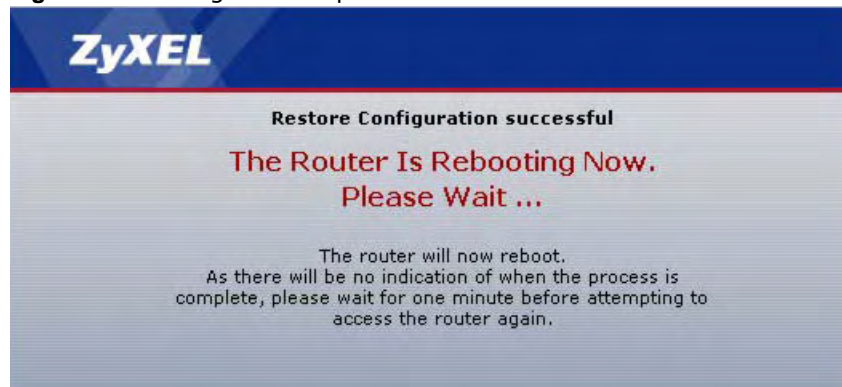 ZyXEL
Restore Configuration successful
The Router Is Rebooting Now.
Please Wait ...
The router will now reboot.
As there will be no indication of when the process is
complete, please wait for one minute before attempting to
access the router again.